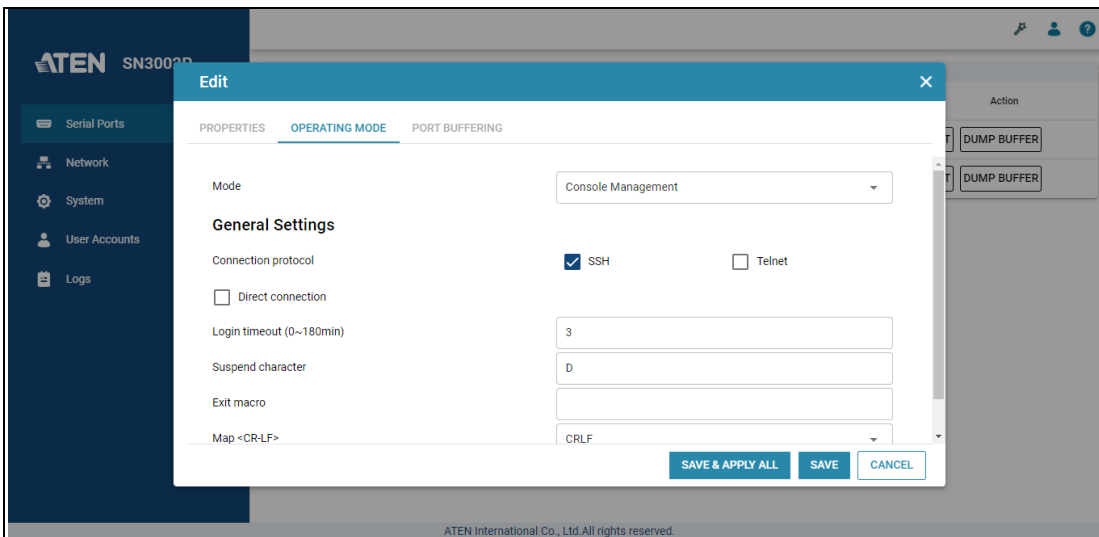 ATEN SN3002P
Edit
Action
Serial Ports
PROPERTIES OPERATING MODE PORT BUFFERING
DUMP BUFFER
Network
Mode Console Management
DUMP BUFFER
System
General Settings
User Accounts
Connection protocol SSH Telnet
Logs
Direct connection
Login timeout (0~180min) 3
Suspend character D
Exit macro
Map <CR-LF> CRLF
SAVE & APPLY ALL SAVE CANCEL
ATEN International Co., Ltd.All rights reserved.